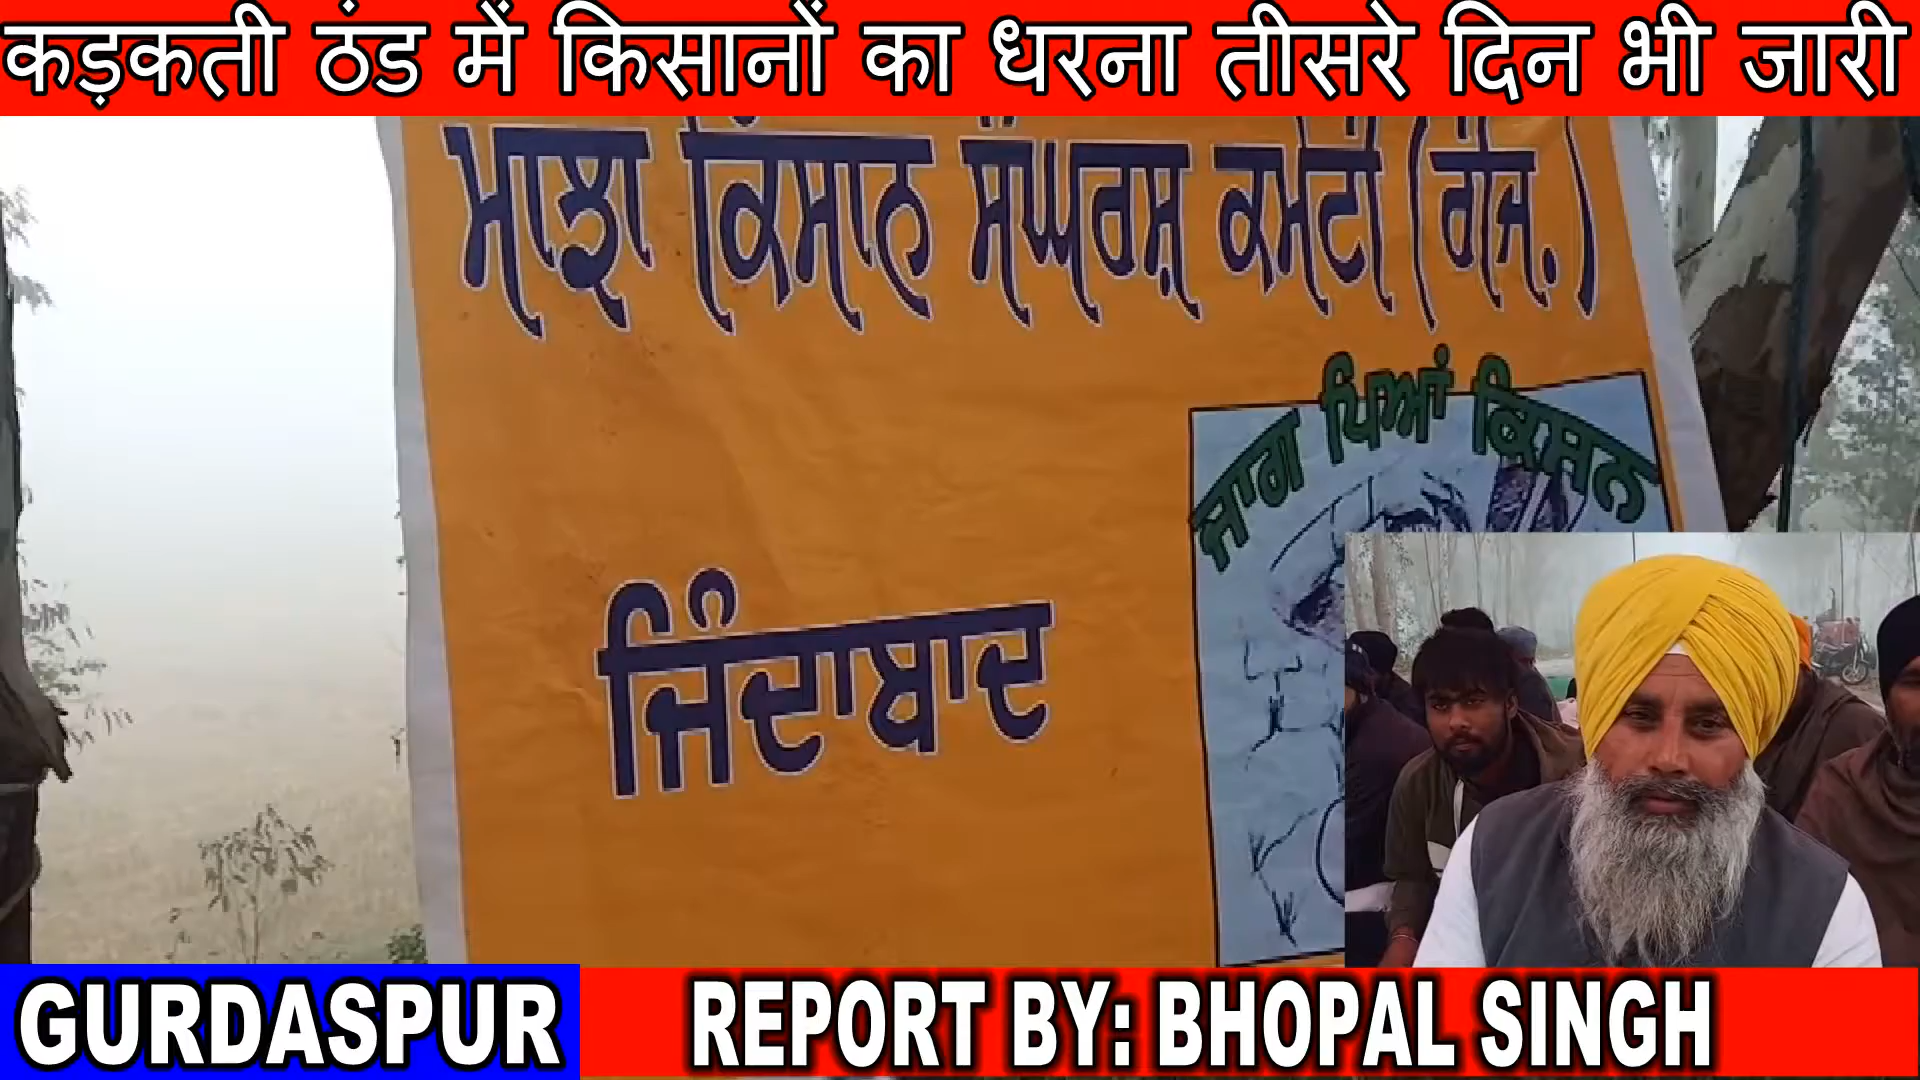 कड़कती ठंड में किसानों का धरना तीसरे दिन भी जारी
ਮਾਝਾ ਕਿਸਾਨ ਸੰਘਰਸ਼ ਕਮੇਟੀ (ਰਜਿ.)
ਜਾਗ ਪਿਆਂ ਕਿਸਾਨ
ਜਿੰਦਾਬਾਦ
GURDASPUR
REPORT BY: BHOPAL SINGH